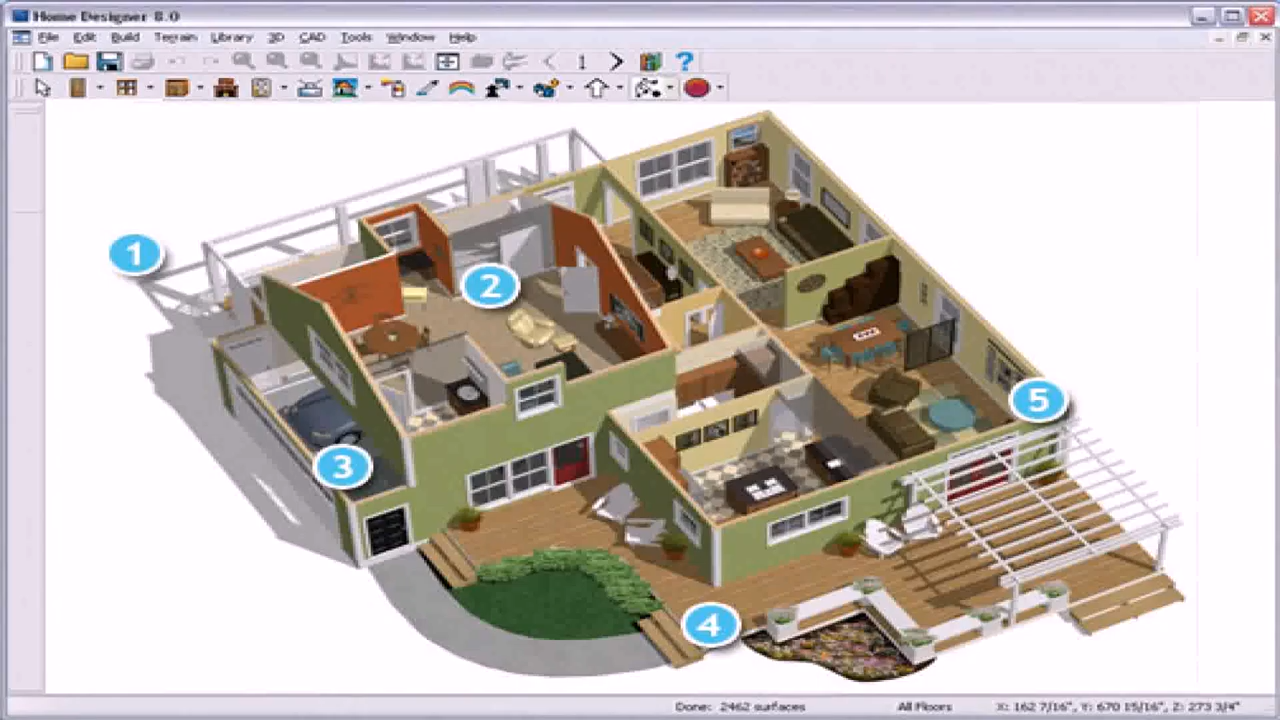 Home Designer 8.0
File Edit Build Terrain Library 3D CAD Tools Window Help
1
1
2
5
3
4
Done: 2462 surfaces All Floors X: 162 7/16", Y: 670 15/16", Z: 273 3/4"